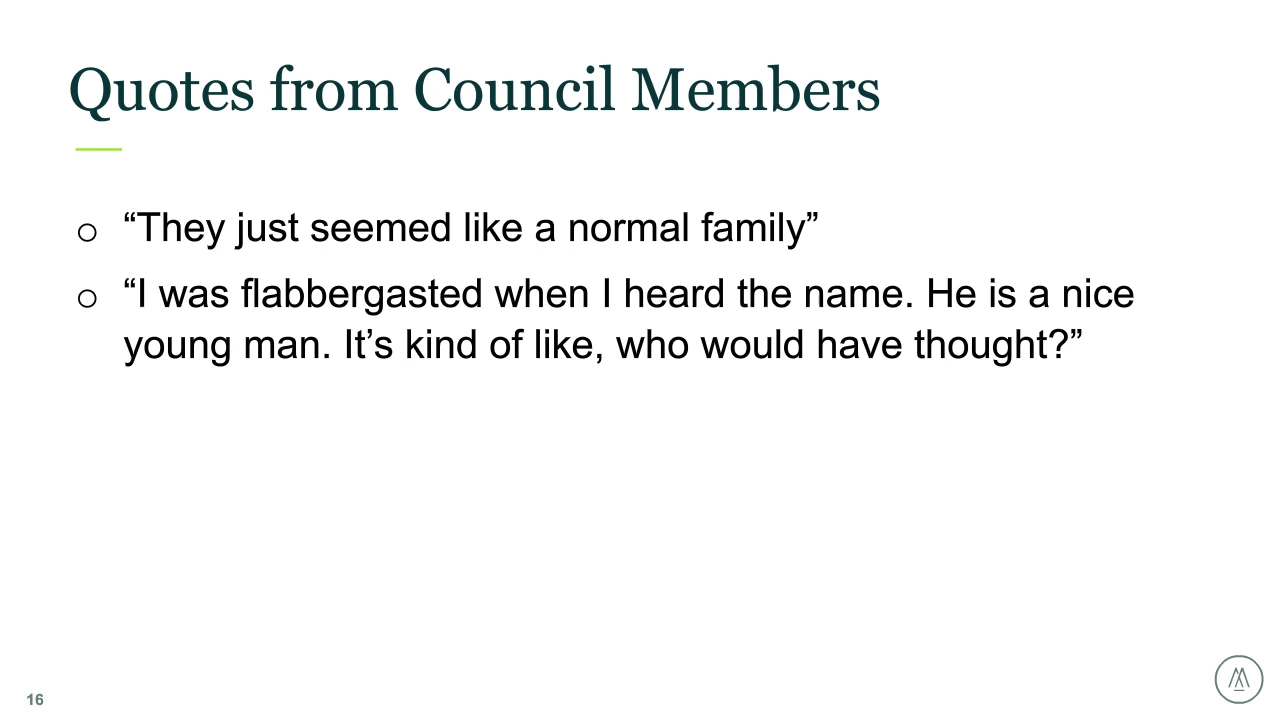 Quotes from Council Members
o “They just seemed like a normal family”
o “I was flabbergasted when I heard the name. He is a nice
young man. It’s kind of like, who would have thought?”
16